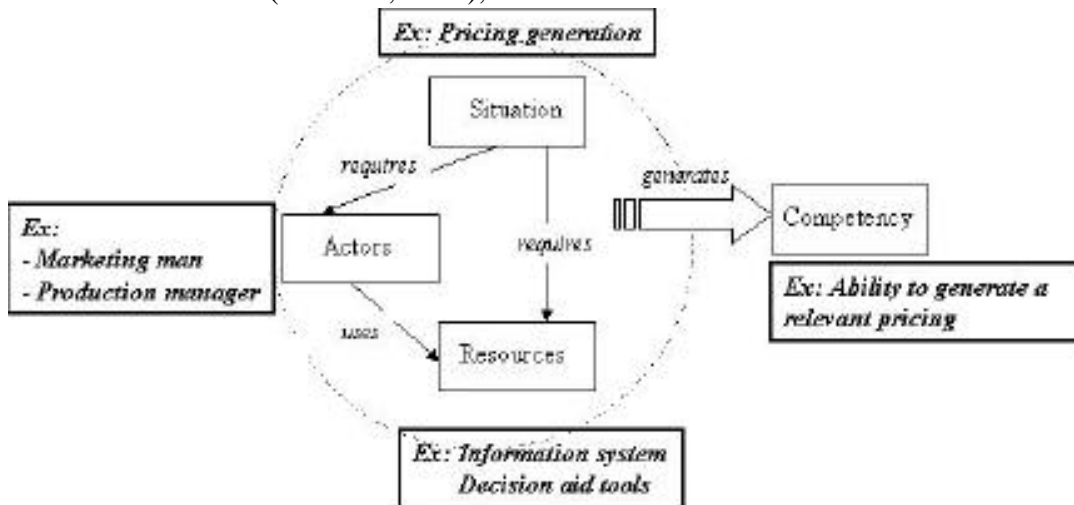 Ex: Pricing generation
Situation
requires
generates
Ex:
- Marketing man
- Production manager
Actors
requires
Competency
Ex: Ability to generate a
relevant pricing
uses
Resources
Ex: Information system
Decision aid tools